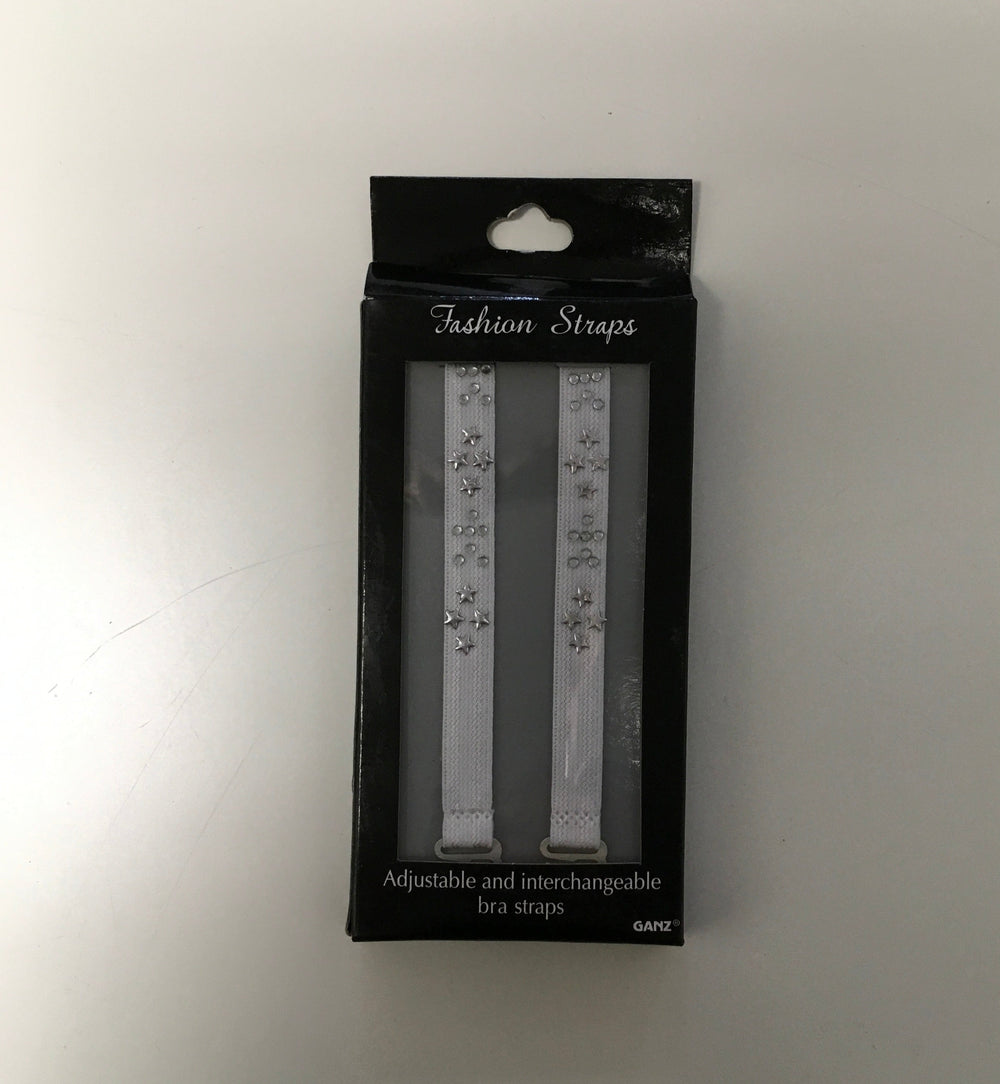 Fashion Straps
Adjustable and interchangeable
bra straps
GANZ®